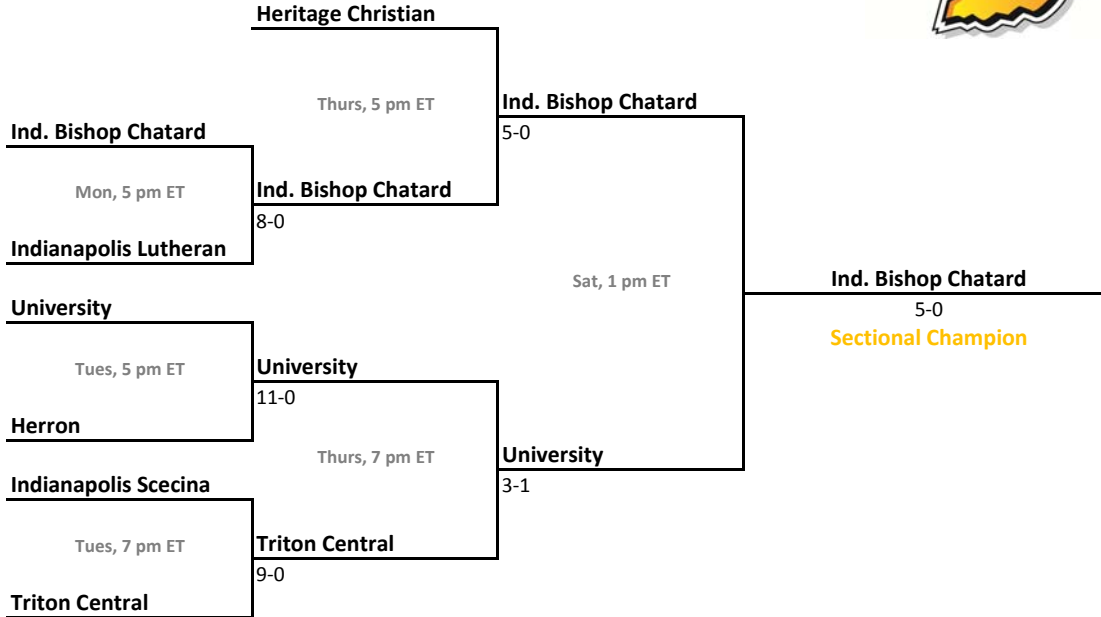 Heritage Christian
Thurs, 5 pm ET
Ind. Bishop Chatard
5-0
Ind. Bishop Chatard
Mon, 5 pm ET
Ind. Bishop Chatard
8-0
Indianapolis Lutheran
Sat, 1 pm ET
Ind. Bishop Chatard
5-0
Sectional Champion
University
Tues, 5 pm ET
University
11-0
Herron
Thurs, 7 pm ET
University
3-1
Indianapolis Scecina
Tues, 7 pm ET
Triton Central
9-0
Triton Central